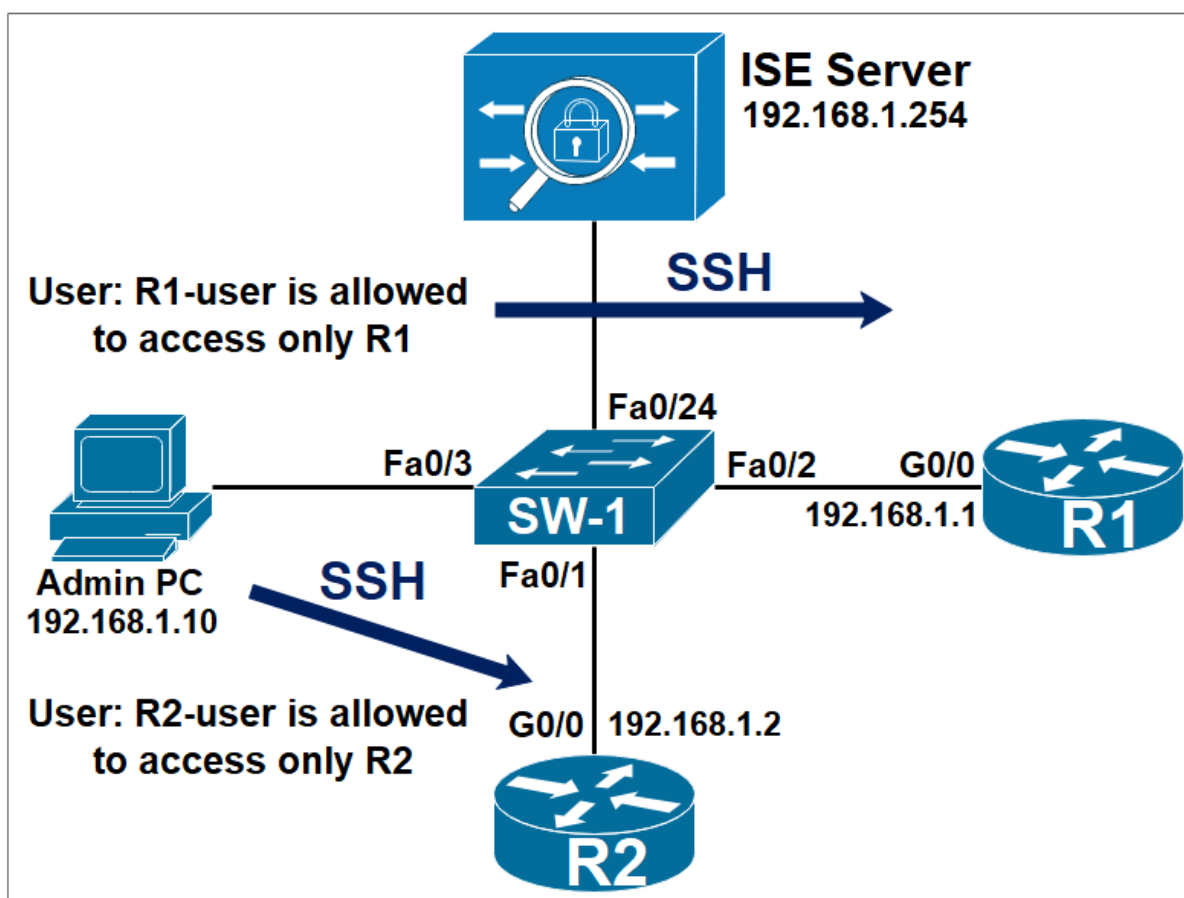 ISE Server
192.168.1.254
User: R1-user is allowed
to access only R1
SSH
Fa0/24
Fa0/3
Fa0/2
G0/0
SW-1
192.168.1.1
R1
Admin PC
192.168.1.10
SSH
Fa0/1
User: R2-user is allowed
to access only R2
G0/0
192.168.1.2
R2